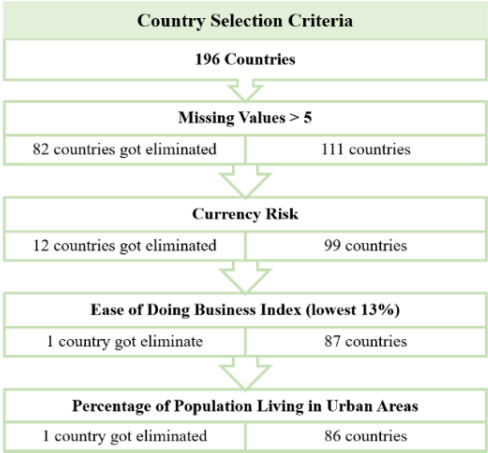 Country Selection Criteria
196 Countries
Missing Values > 5
82 countries got eliminated
111 countries
Currency Risk
12 countries got eliminated
99 countries
Ease of Doing Business Index (lowest 13%)
1 country got eliminate
87 countries
Percentage of Population Living in Urban Areas
1 country got eliminated
86 countries